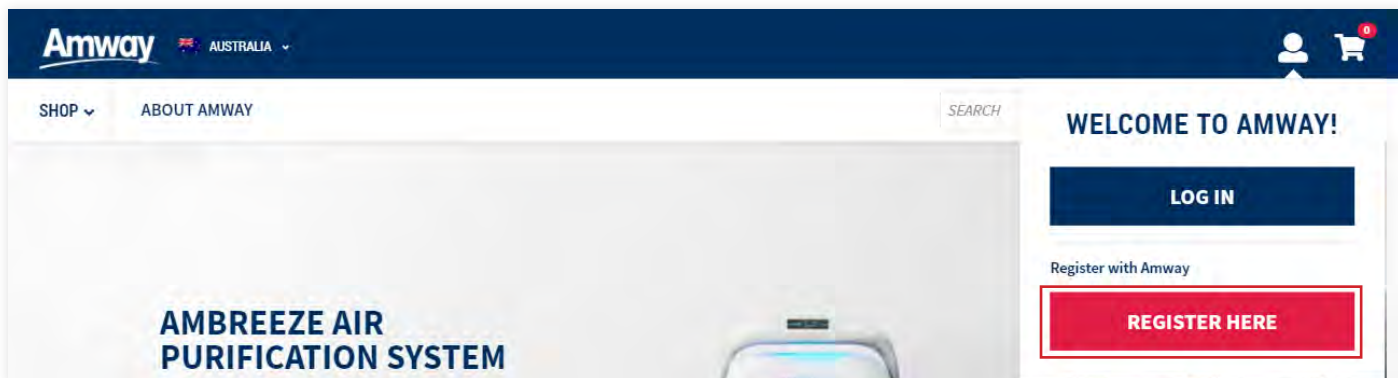 Amway AUSTRALIA 0
SHOP ABOUT AMWAY SEARCH
WELCOME TO AMWAY!
LOG IN
Register with Amway
REGISTER HERE
AMBREEZE AIR
PURIFICATION SYSTEM